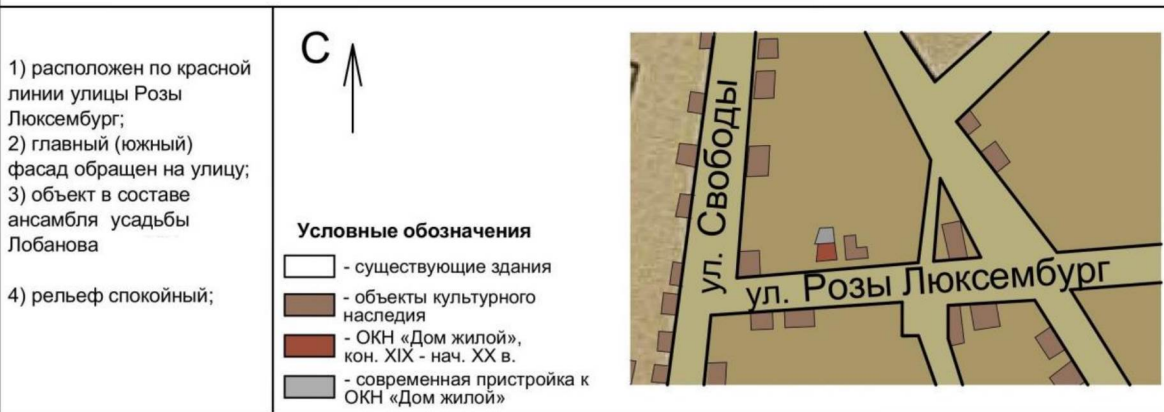 1) расположен по красной
линии улицы Розы
Люксембург;
2) главный (южный)
фасад обращен на улицу;
3) объект в составе
ансамбля усадьбы
Лобанова
4) рельеф спокойный;
С
Условные обозначения
- существующие здания
- объекты культурного
наследия
- ОКН «Дом жилой»,
кон. XIX - нач. XX в.
- современная пристройка к
ОКН «Дом жилой»
ул. Свободы
ул. Розы Люксембург